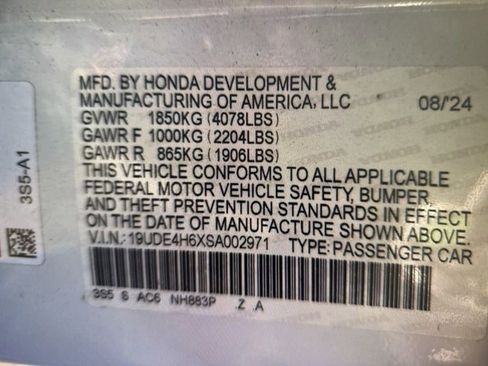 MFD. BY HONDA DEVELOPMENT &
MANUFACTURING OF AMERICA, LLC 08/24
GVWR 1850KG (4078LBS)
GAWR F 1000KG (2204LBS)
GAWR R 865KG (1906LBS)
THIS VEHICLE CONFORMS TO ALL APPLICABLE
FEDERAL MOTOR VEHICLE SAFETY, BUMPER,
AND THEFT PREVENTION STANDARDS IN EFFECT
ON THE DATE OF MANUFACTURE SHOWN ABOVE.
V.I.N.: 19UDE4H6XSA002971 TYPE: PASSENGER CAR
3S5 8 AC6 NH883P Z A
3S5-A1